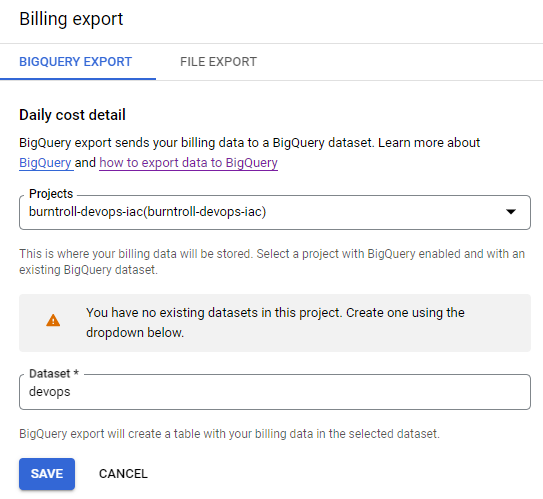 Billing export
BIGQUERY EXPORT FILE EXPORT
Daily cost detail
BigQuery export sends your billing data to a BigQuery dataset. Learn more about
BigQuery and how to export data to BigQuery
Projects
burntroll-devops-iac(burntroll-devops-iac)
This is where your billing data will be stored. Select a project with BigQuery enabled and with an
existing BigQuery dataset.
You have no existing datasets in this project. Create one using the
dropdown below.
Dataset *
devops
BigQuery export will create a table with your billing data in the selected dataset.
SAVE CANCEL